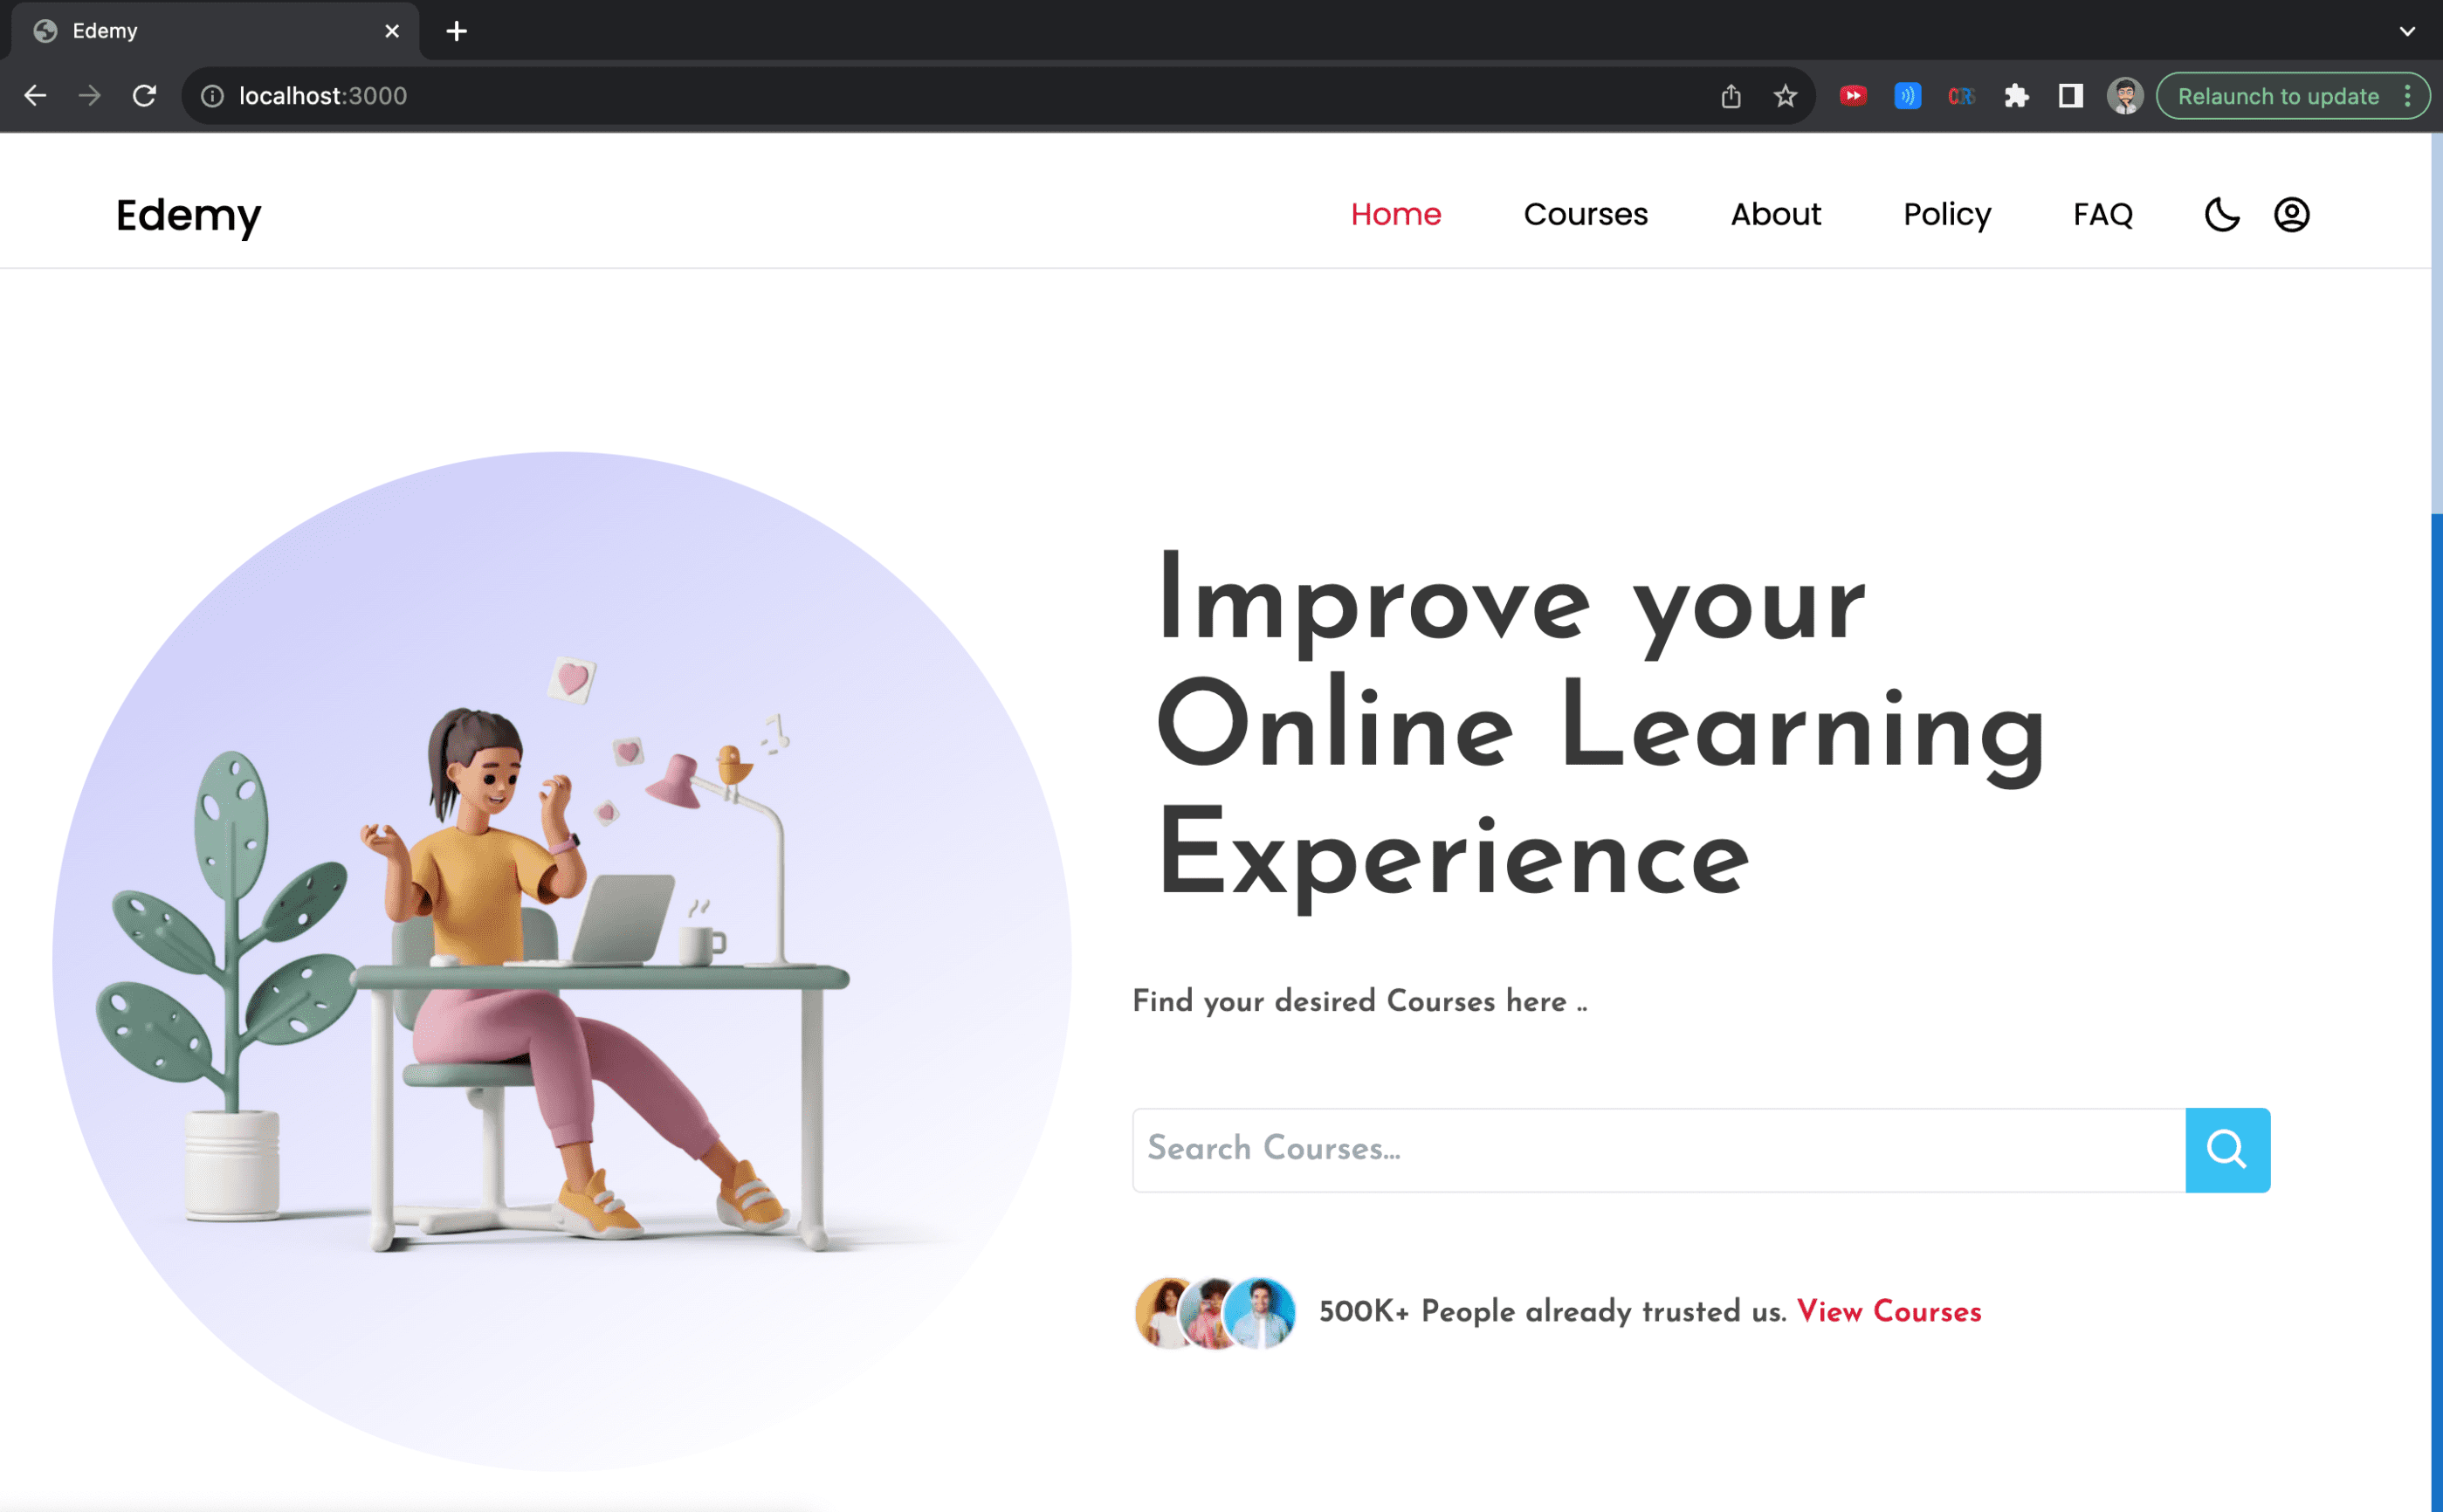 Edemy
localhost:3000
CORS
Relaunch to update
Edemy
Home Courses About Policy FAQ
Improve your
Online Learning
Experience
Find your desired Courses here ..
Search Courses...
500K+ People already trusted us. View Courses